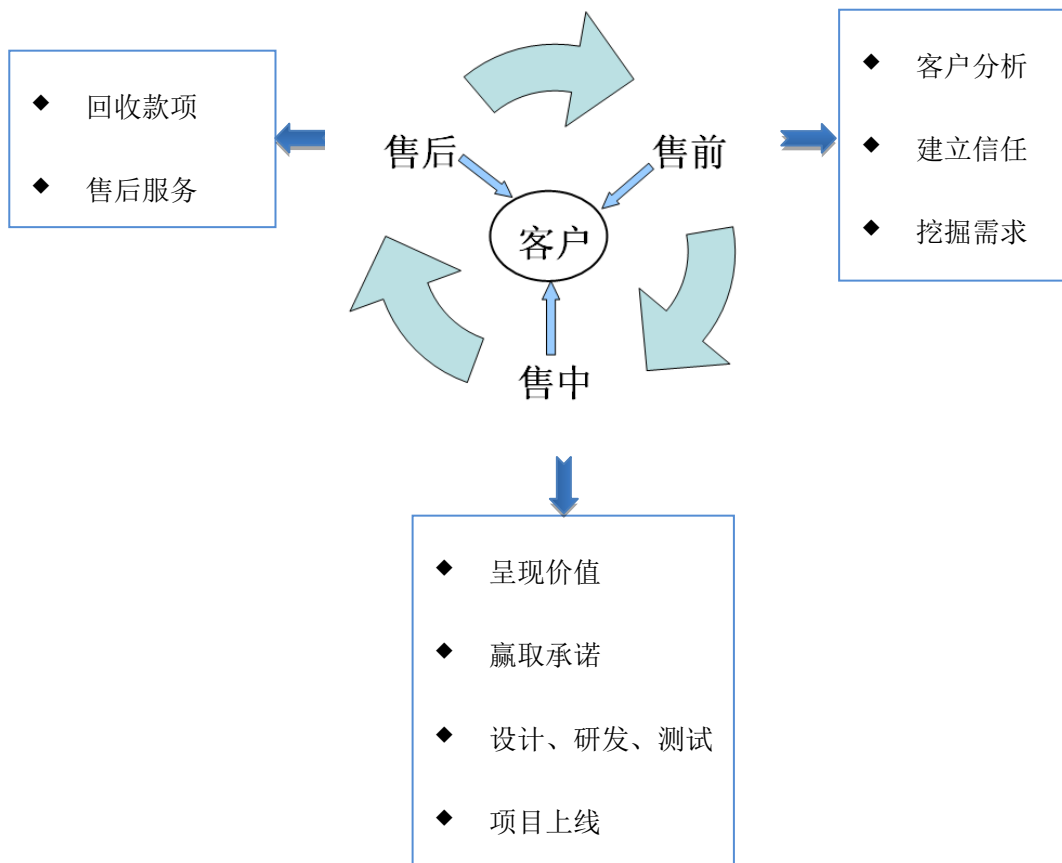 回收款项
售后服务
售后
售前
客户
售中
客户分析
建立信任
挖掘需求
呈现价值
赢取承诺
设计、研发、测试
项目上线